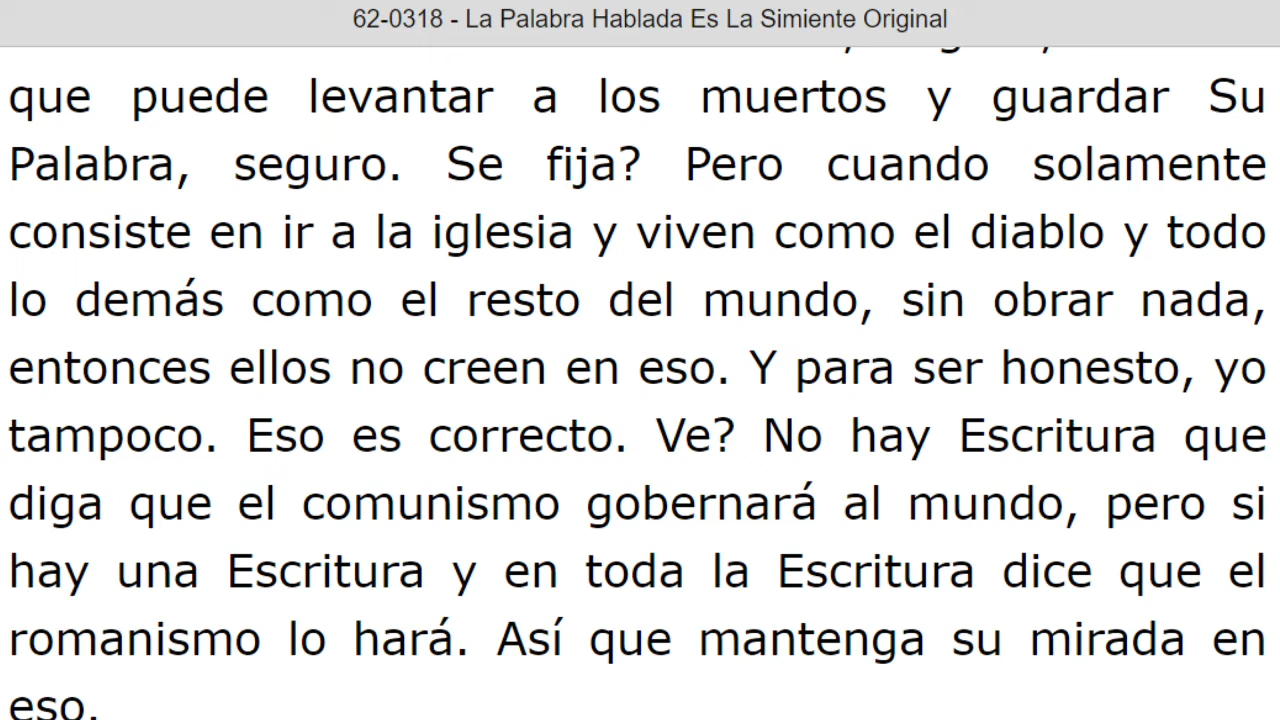 62-0318 - La Palabra Hablada Es La Simiente Original
que puede levantar a los muertos y guardar Su
Palabra, seguro. Se fija? Pero cuando solamente
consiste en ir a la iglesia y viven como el diablo y todo
lo demás como el resto del mundo, sin obrar nada,
entonces ellos no creen en eso. Y para ser honesto, yo
tampoco. Eso es correcto. Ve? No hay Escritura que
diga que el comunismo gobernará al mundo, pero si
hay una Escritura y en toda la Escritura dice que el
romanismo lo hará. Así que mantenga su mirada en
eso.